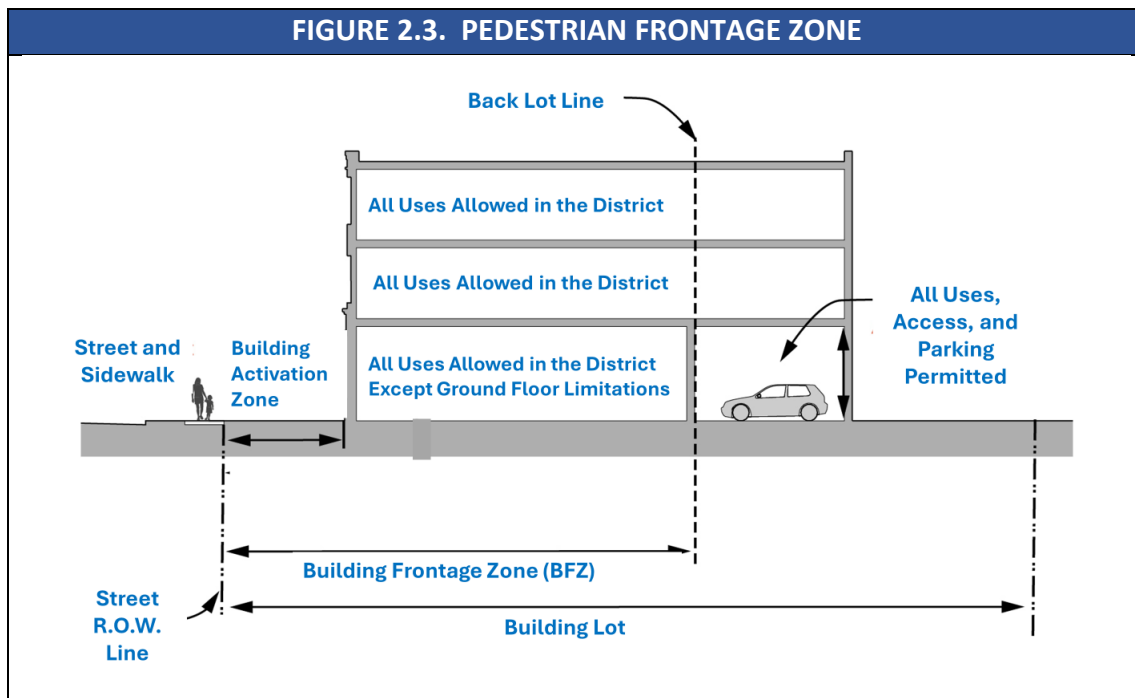 FIGURE 2.3. PEDESTRIAN FRONTAGE ZONE
Back Lot Line
All Uses Allowed in the District
All Uses Allowed in the District
All Uses,
Access, and
Parking
Permitted
Street and
Sidewalk
Building
Activation
Zone
All Uses Allowed in the District
Except Ground Floor Limitations
Building Frontage Zone (BFZ)
Street
R.O.W.
Line
Building Lot